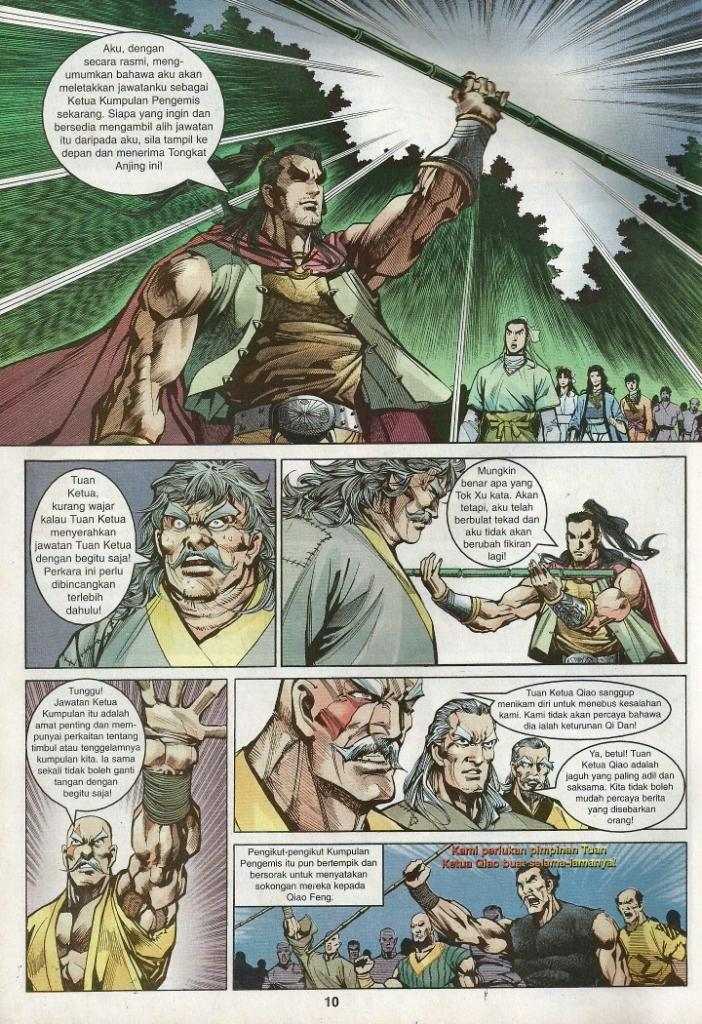 Aku, dengan
secara rasmi, meng-
umumkan bahawa aku akan
meletakkan jawatanku sebagai
Ketua Kumpulan Pengemis
sekarang. Siapa yang ingin dan
bersedia mengambil alih jawatan
itu daripada aku, sila tampil ke
depan dan menerima Tongkat
Anjing ini!
Tuan
Ketua,
kurang wajar
kalau Tuan Ketua
menyerahkan
jawatan Tuan Ketua
dengan begitu saja!
Perkara ini perlu
dibincangkan
terlebih
dahulu!
Mungkin
benar apa yang
Tok Xu kata. Akan
tetapi, aku telah
berbulat tekad dan
aku tidak akan
berubah fikiran
lagi!
Tunggu!
Jawatan Ketua
Kumpulan itu adalah
amat penting dan mem-
punyai perkaitan tentang
timbul atau tenggelamnya
kumpulan kita. Ia sama
sekali tidak boleh ganti
tangan dengan
begitu saja!
Tuan Ketua Qiao sanggup
menikam diri untuk menebus kesalahan
kami. Kami tidak akan percaya bahawa
dia ialah keturunan Qi Dan!
Ya, betul! Tuan
Ketua Qiao adalah
jaguh yang paling adil dan
saksama. Kita tidak boleh
mudah percaya berita
yang disebarkan
orang!
Pengikut-pengikut Kumpulan
Pengemis itu pun bertempik dan
bersorak untuk menyatakan
sokongan mereka kepada
Qiao Feng.
Kami perlukan pimpinan Tuan
Ketua Qiao buat selama-lamanya!
10